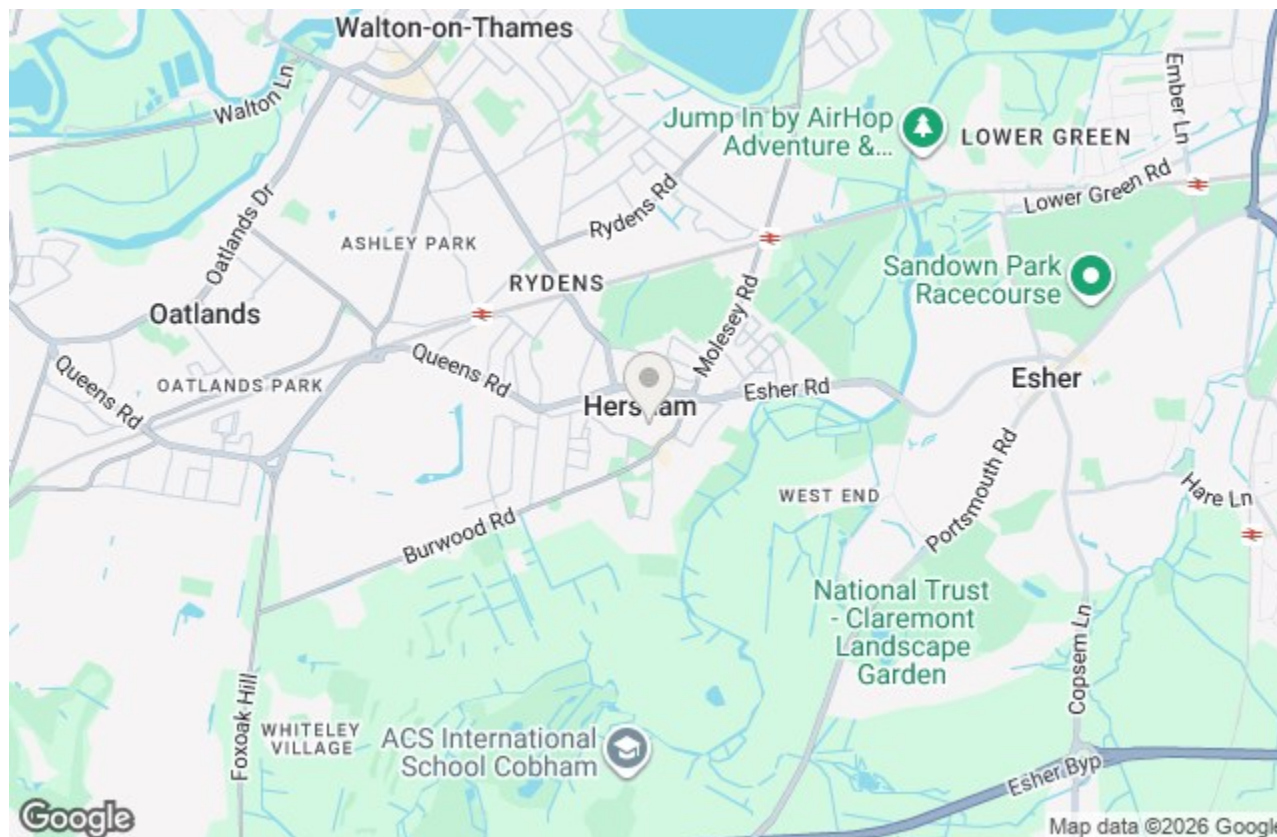 Walton-on-Thames
Walton Ln
Ember Ln
Jump In by AirHop
Adventure &...
LOWER GREEN
Lower Green Rd
Rydens Rd
Oatlands Dr
ASHLEY PARK
RYDENS
Sandown Park
Racecourse
Oatlands
Molesey Rd
Queens Rd
Queens Rd
OATLANDS PARK
Hersham
Esher Rd
Esher
Portsmouth Rd
WEST END
Hare Ln
Burwood Rd
National Trust
- Claremont
Landscape
Garden
Copsem Ln
Foxoak Hill
WHITELEY
VILLAGE
ACS International
School Cobham
Esher Byp
Google
Map data ©2026 Google